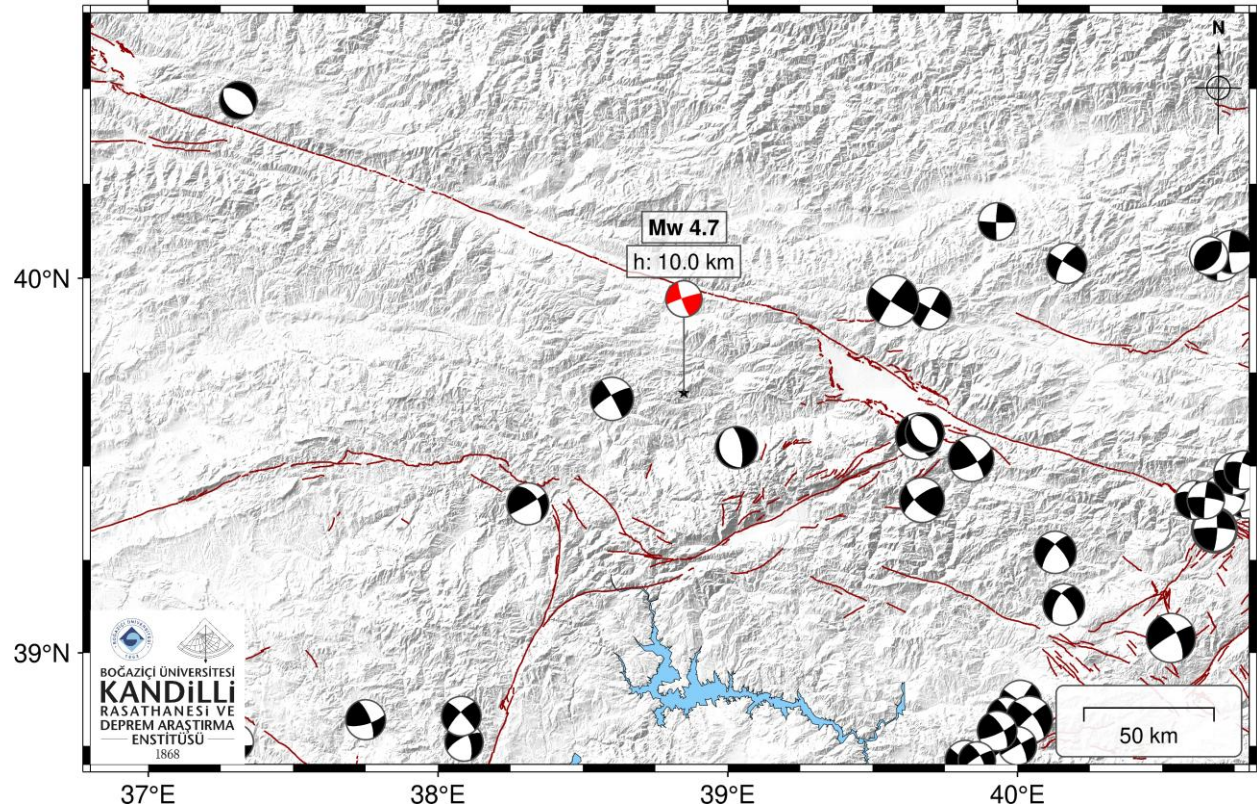 N
Mw 4.7
h: 10.0 km
40°N
39°N
BOĞAZİÇİ ÜNİVERSİTESİ
KANDİLLİ
RASATHANESİ VE
DEPREM ARAŞTIRMA
ENSTİTÜSÜ
1868
50 km
37°E
38°E
39°E
40°E